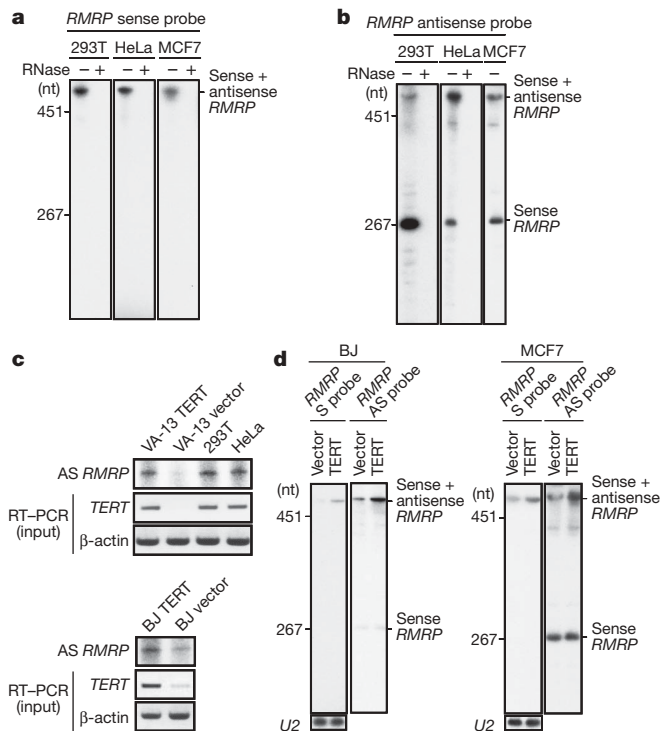 a
RMRP sense probe
293T HeLa MCF7
RNase – + – + – +
(nt)
451
267
Sense +
antisense
RMRP
b
RMRP antisense probe
293T HeLa MCF7
RNase – + – + –
(nt)
451
267
Sense +
antisense
RMRP
Sense
RMRP
c
VA-13 TERT
VA-13 vector
293T
HeLa
AS RMRP
RT–PCR
(input)
TERT
β-actin
BJ TERT
BJ vector
AS RMRP
RT–PCR
(input)
TERT
β-actin
d
BJ
RMRP
S probe
RMRP
AS probe
Vector
TERT
Vector
TERT
(nt)
451
267
Sense +
antisense
RMRP
Sense
RMRP
U2
MCF7
RMRP
S probe
RMRP
AS probe
Vector
TERT
Vector
TERT
(nt)
451
267
Sense +
antisense
RMRP
Sense
RMRP
U2